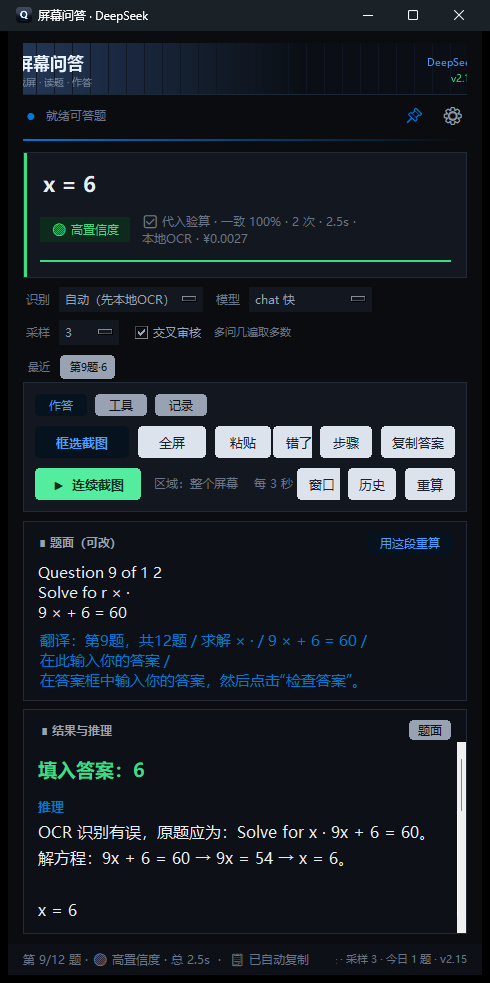 屏幕问答 · DeepSeek
屏幕问答
DeepSee
截屏 · 读题 · 作答
v2.1
就绪可答题
x = 6
高置信度
代入验算 · 一致 100% · 2 次 · 2.5s ·
本地OCR · ¥0.0027
识别 自动（先本地OCR） 模型 chat 快
采样 3 交叉审核 多问几遍取多数
最近 第9题·6
作答 工具 记录
框选截图 全屏 粘贴 错了 步骤 复制答案
连续截图 区域：整个屏幕 每 3 秒 窗口 历史 重算
题面（可改） 用这段重算
Question 9 of 1 2
Solve fo r × ·
9 × + 6 = 60
翻译：第9题，共12题 / 求解 × · / 9 × + 6 = 60 /
在此输入你的答案 /
在答案框中输入你的答案，然后点击“检查答案”。
结果与推理 题面
填入答案：6
推理
OCR 识别有误，原题应为：Solve for x · 9x + 6 = 60。
解方程：9x + 6 = 60 → 9x = 54 → x = 6。
x = 6
第 9/12 题 · 高置信度 · 总 2.5s · 已自动复制 · 采样 3 · 今日 1 题 · v2.15